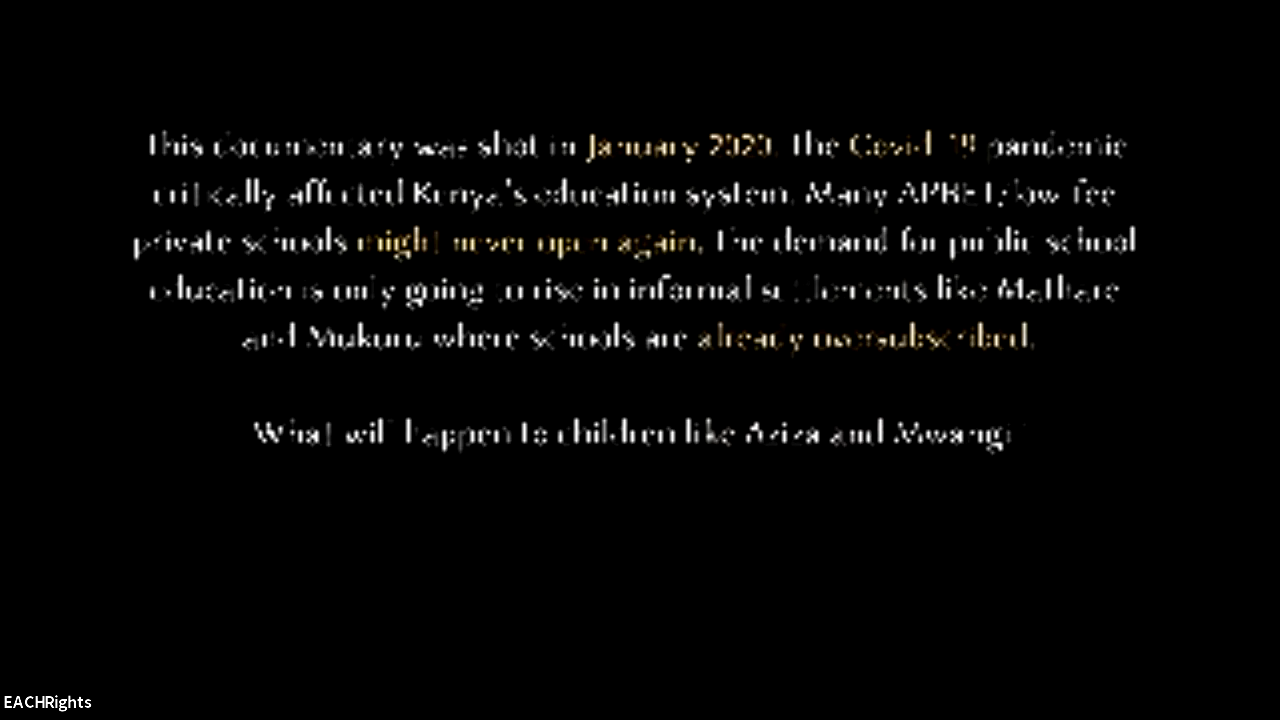 This documentary was shot in January 2020. The Covid-19 pandemic
critically affected Kenya's education system. Many APBET/low-fee
private schools might never open again. The demand for public school
education is only going to rise in informal settlements like Mathare
and Mukuru where schools are already oversubscribed.
What will happen to children like Aziza and Mwangi?
EACHRights